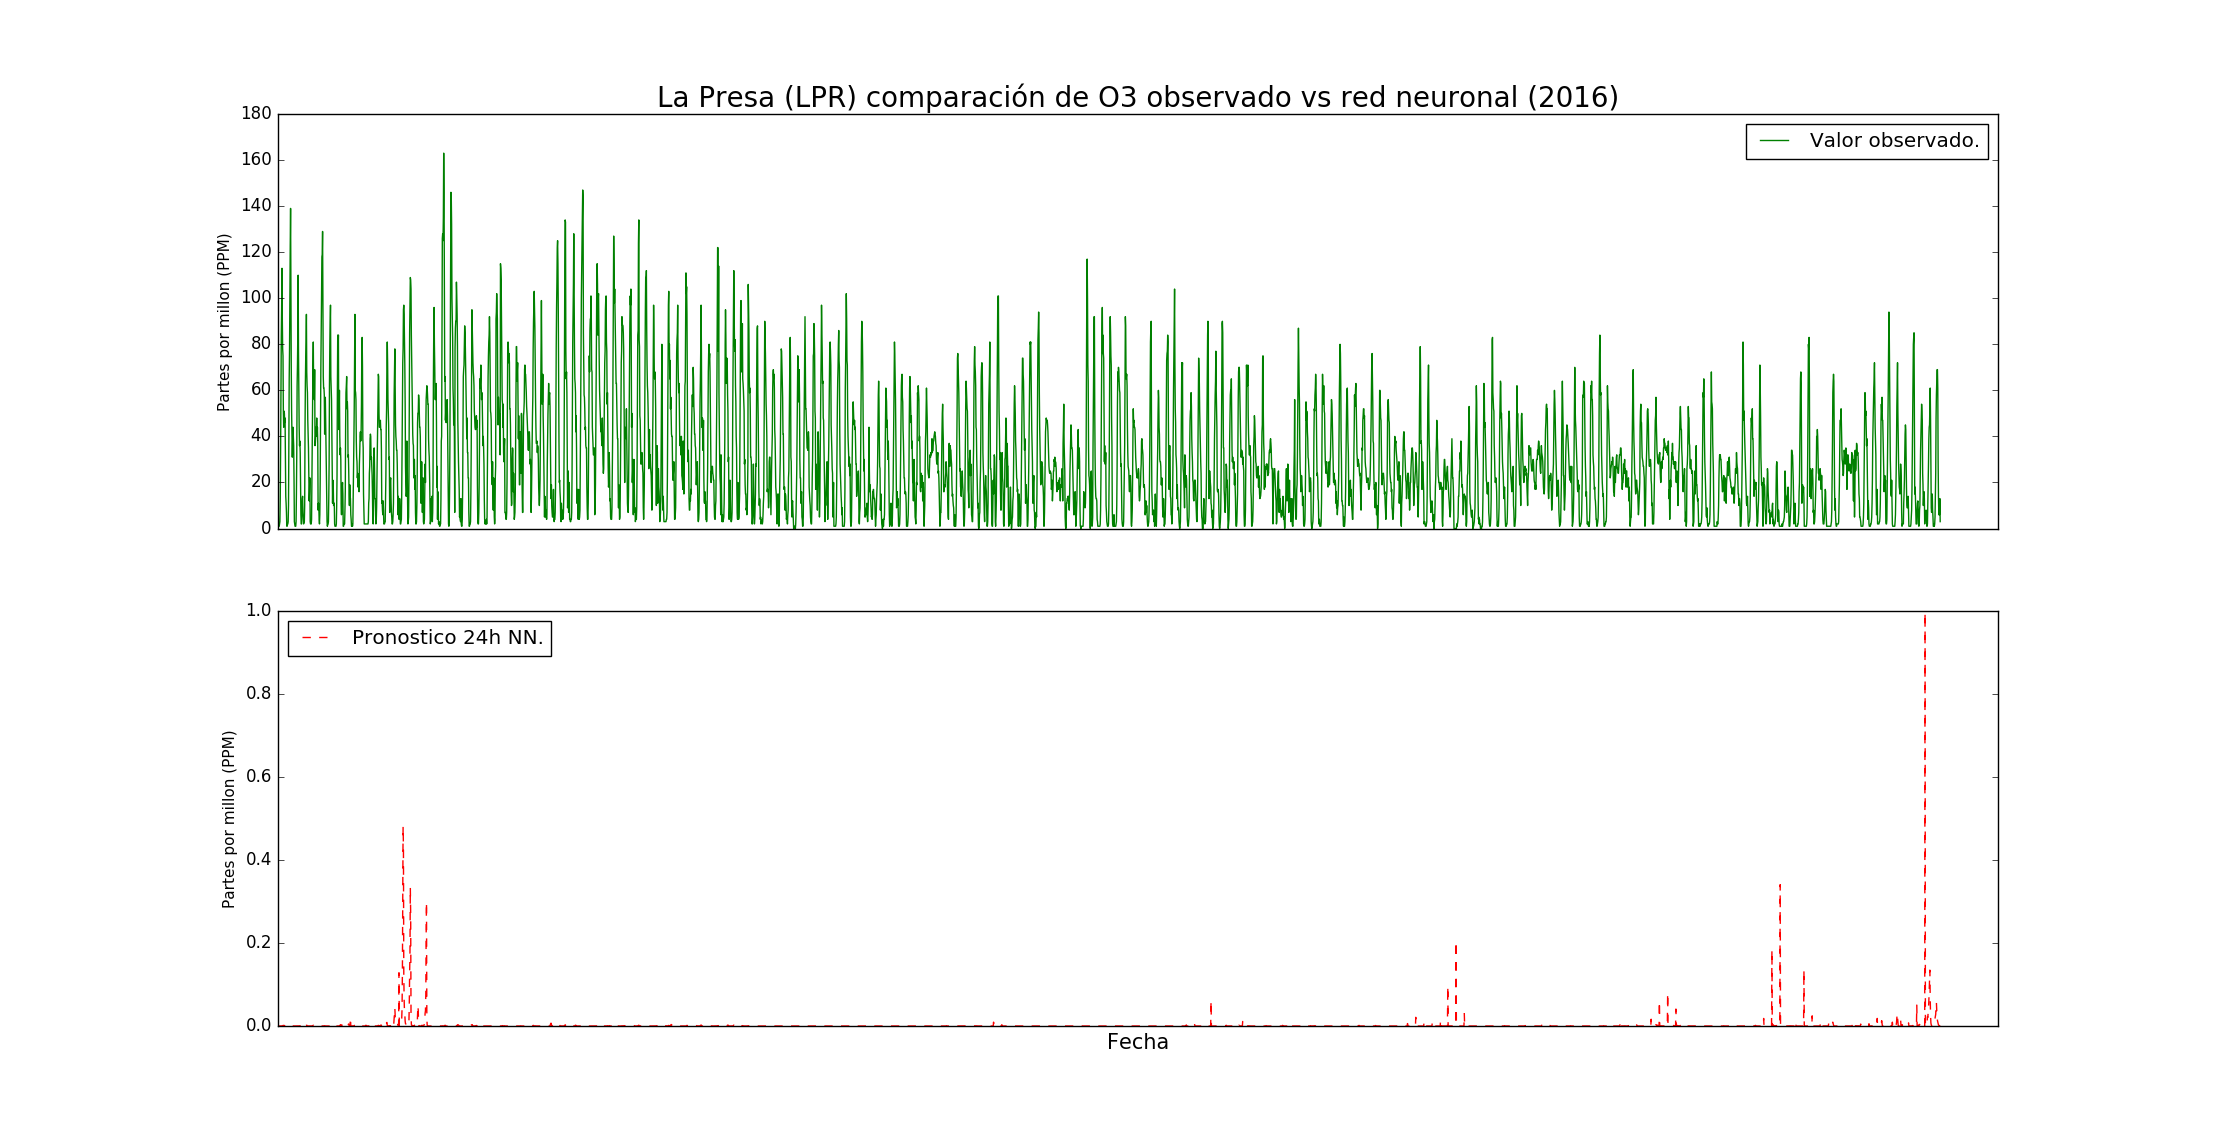 La Presa (LPR) comparación de O3 observado vs red neuronal (2016)
180
160
140
120
100
80
60
40
20
0
Partes por millon (PPM)
Valor observado.
1.0
0.8
0.6
0.4
0.2
0.0
Partes por millon (PPM)
Pronostico 24h NN.
Fecha